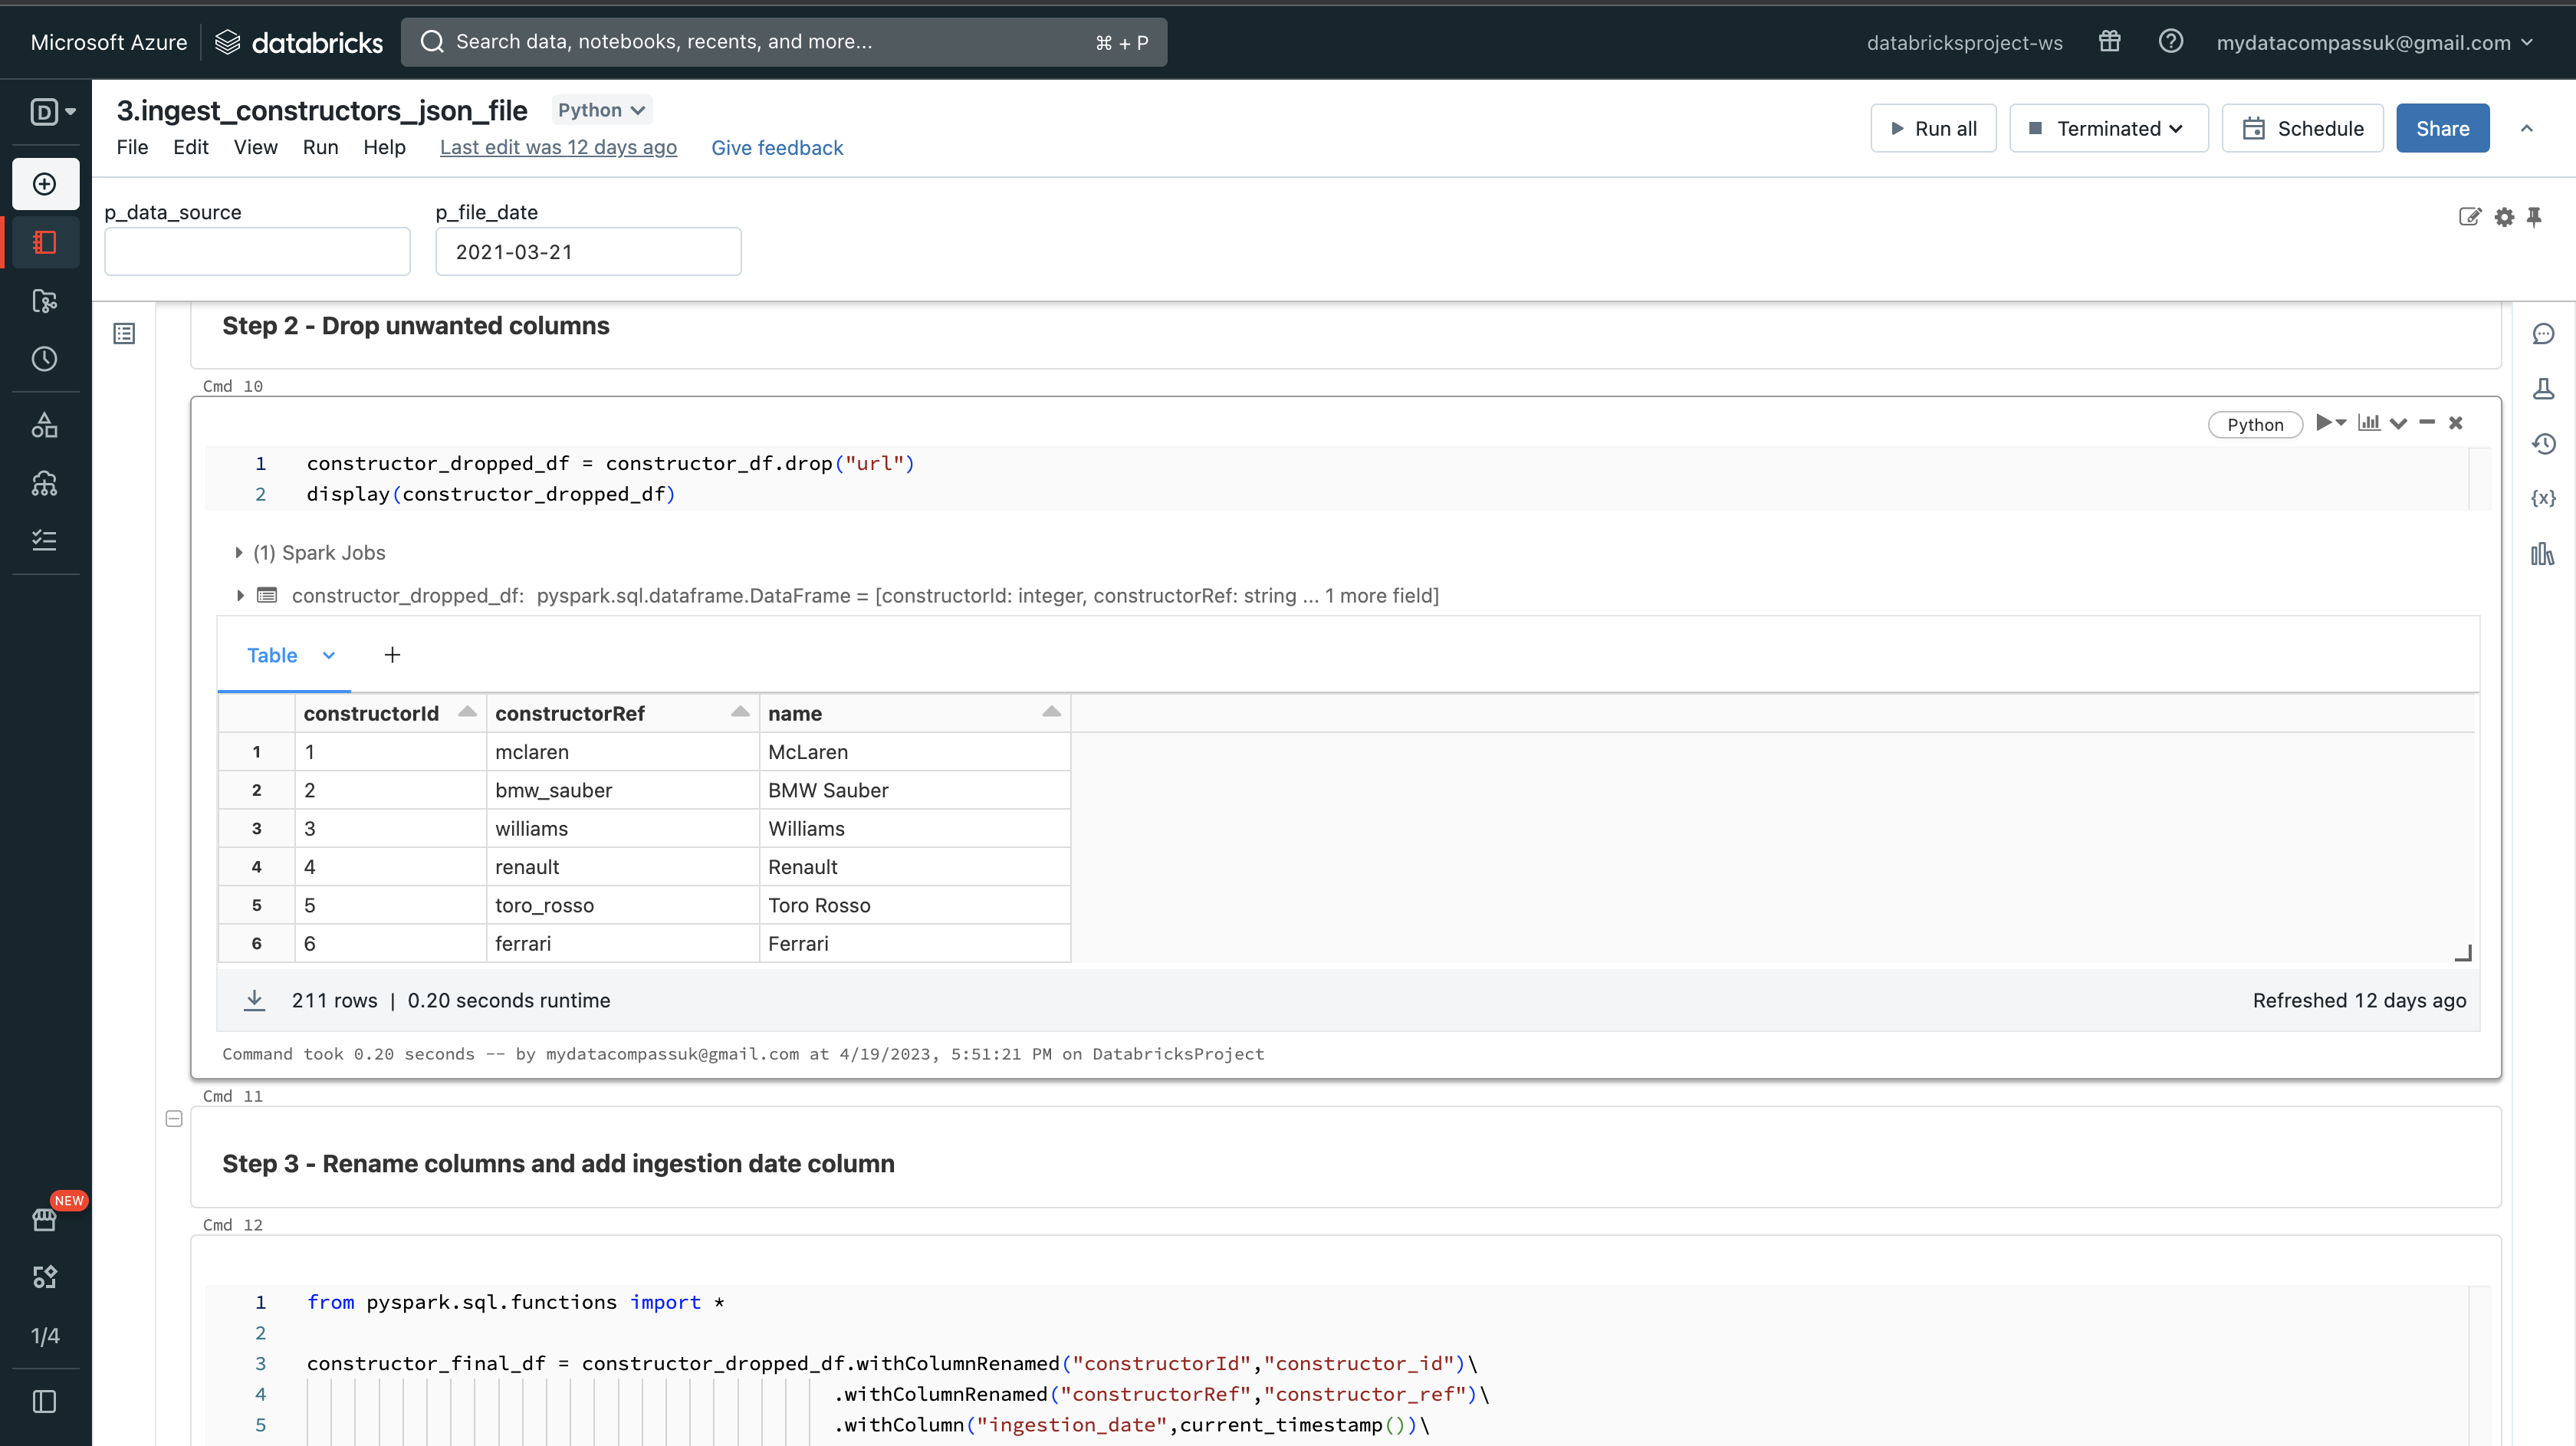 Microsoft Azure databricks Search data, notebooks, recents, and more... ⌘ + P databricksproject-ws mydatacompassuk@gmail.com
D
3.ingest_constructors_json_file Python
File Edit View Run Help Last edit was 12 days ago Give feedback
Run all Terminated Schedule Share
p_data_source p_file_date
2021-03-21
Step 2 - Drop unwanted columns
Cmd 10
Python
1 constructor_dropped_df = constructor_df.drop("url")
2 display(constructor_dropped_df)
{x}
(1) Spark Jobs
constructor_dropped_df: pyspark.sql.dataframe.DataFrame = [constructorId: integer, constructorRef: string ... 1 more field]
Table +
constructorId constructorRef name
1 1 mclaren McLaren
2 2 bmw_sauber BMW Sauber
3 3 williams Williams
4 4 renault Renault
5 5 toro_rosso Toro Rosso
6 6 ferrari Ferrari
211 rows | 0.20 seconds runtime Refreshed 12 days ago
Command took 0.20 seconds -- by mydatacompassuk@gmail.com at 4/19/2023, 5:51:21 PM on DatabricksProject
Cmd 11
Step 3 - Rename columns and add ingestion date column
NEW
Cmd 12
1 from pyspark.sql.functions import *
2
1/4
3 constructor_final_df = constructor_dropped_df.withColumnRenamed("constructorId","constructor_id")\
4 .withColumnRenamed("constructorRef","constructor_ref")\
5 .withColumn("ingestion_date",current_timestamp())\